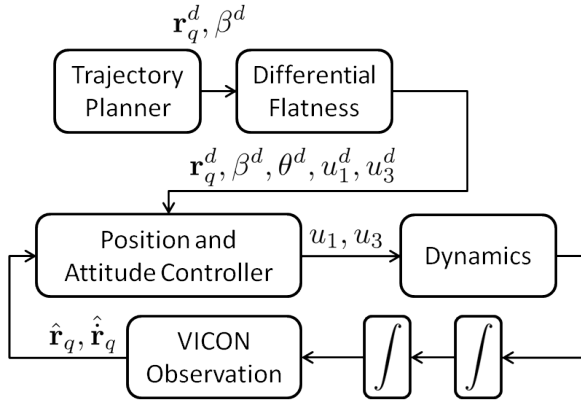 𝐫_q^d, β^d
Trajectory
Planner
Differential
Flatness
𝐫_q^d, β^d, θ^d, u_1^d, u_3^d
Position and
Attitude Controller
u_1, u_3
Dynamics
𝐫̂_q, 𝐫̇̂_q
VICON
Observation
∫
∫